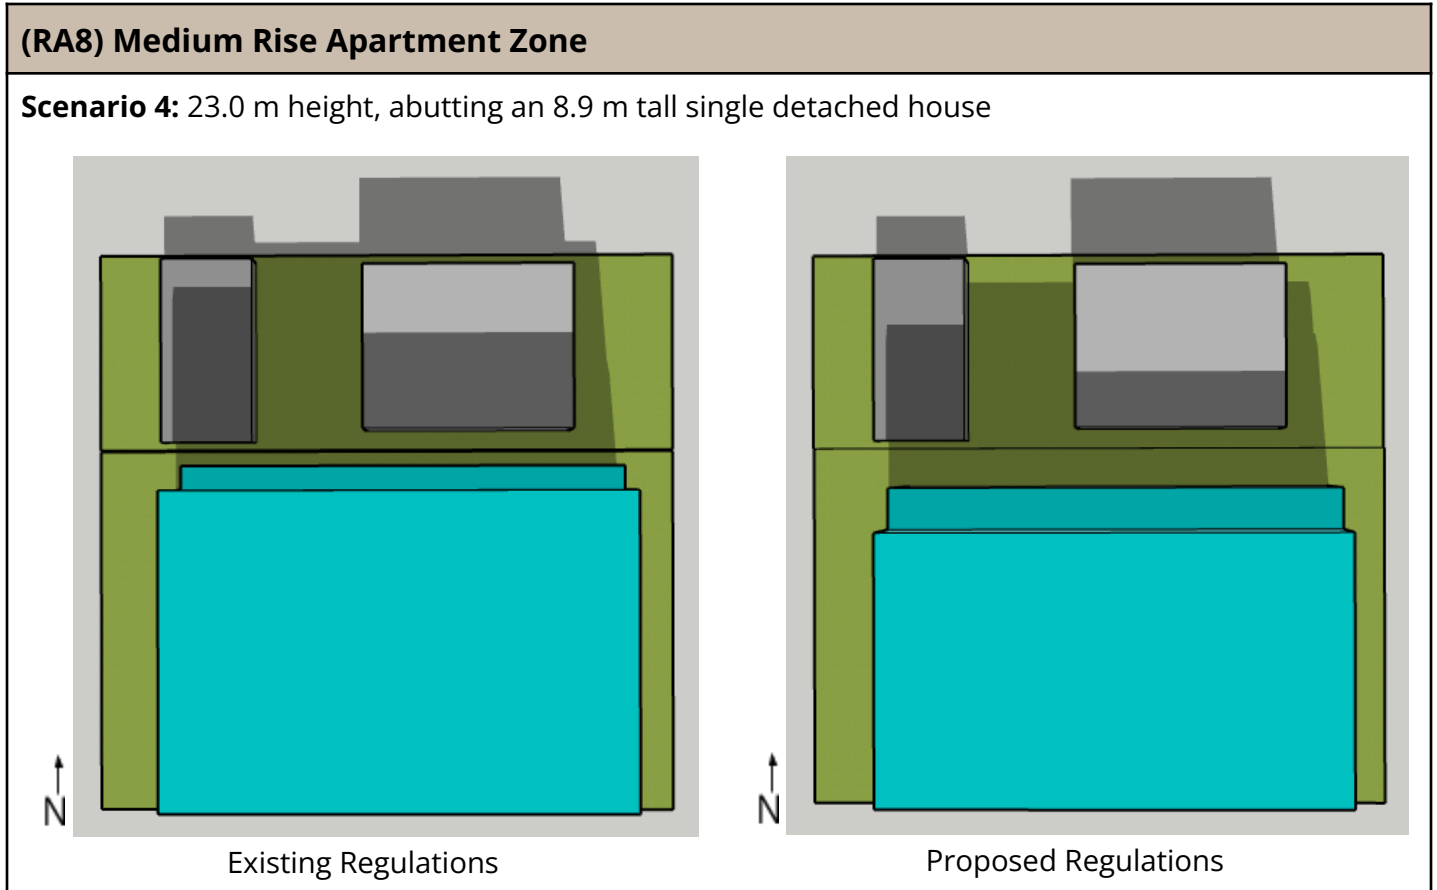 (RA8) Medium Rise Apartment Zone
Scenario 4: 23.0 m height, abutting an 8.9 m tall single detached house
N
N
Existing Regulations
Proposed Regulations